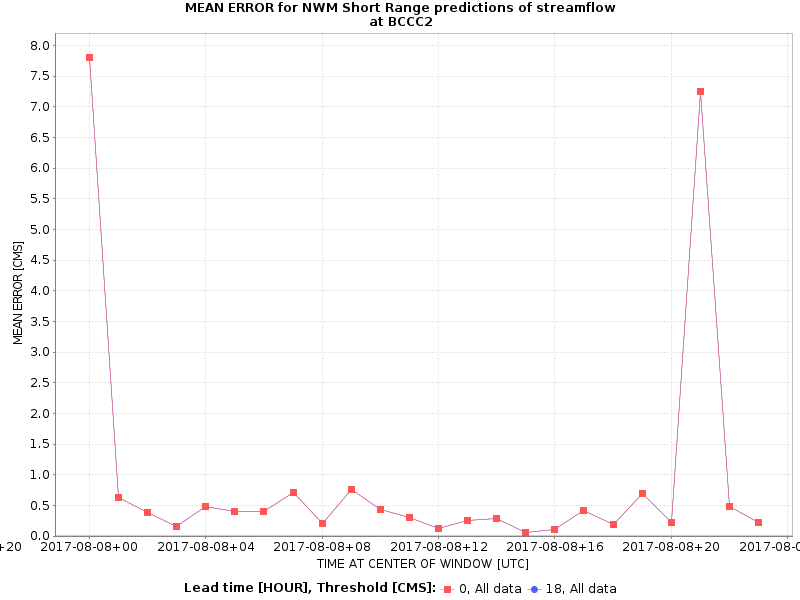 MEAN ERROR for NWM Short Range predictions of streamflow
at BCCC2
8.0
7.5
7.0
6.5
6.0
5.5
5.0
4.5
4.0
3.5
3.0
2.5
2.0
1.5
1.0
0.5
0.0
MEAN ERROR [CMS]
+20 2017-08-08+00 2017-08-08+04 2017-08-08+08 2017-08-08+12 2017-08-08+16 2017-08-08+20 2017-08-0
TIME AT CENTER OF WINDOW [UTC]
Lead time [HOUR], Threshold [CMS]: 0, All data 18, All data